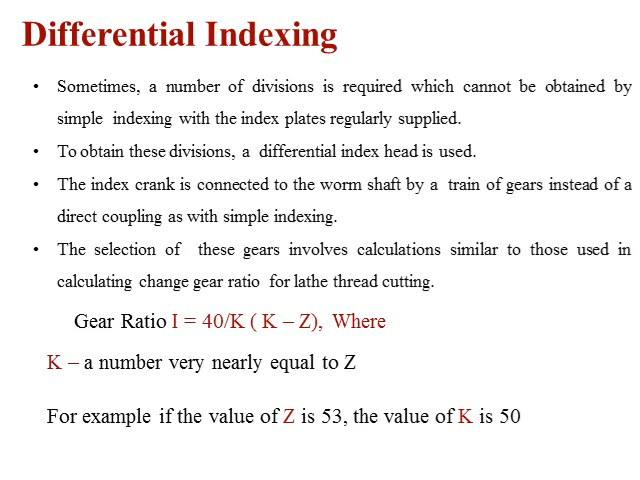 Differential Indexing
• Sometimes, a number of divisions is required which cannot be obtained by
simple indexing with the index plates regularly supplied.
• To obtain these divisions, a differential index head is used.
• The index crank is connected to the worm shaft by a train of gears instead of a
direct coupling as with simple indexing.
• The selection of these gears involves calculations similar to those used in
calculating change gear ratio for lathe thread cutting.
Gear Ratio I = 40/K ( K – Z), Where
K – a number very nearly equal to Z
For example if the value of Z is 53, the value of K is 50